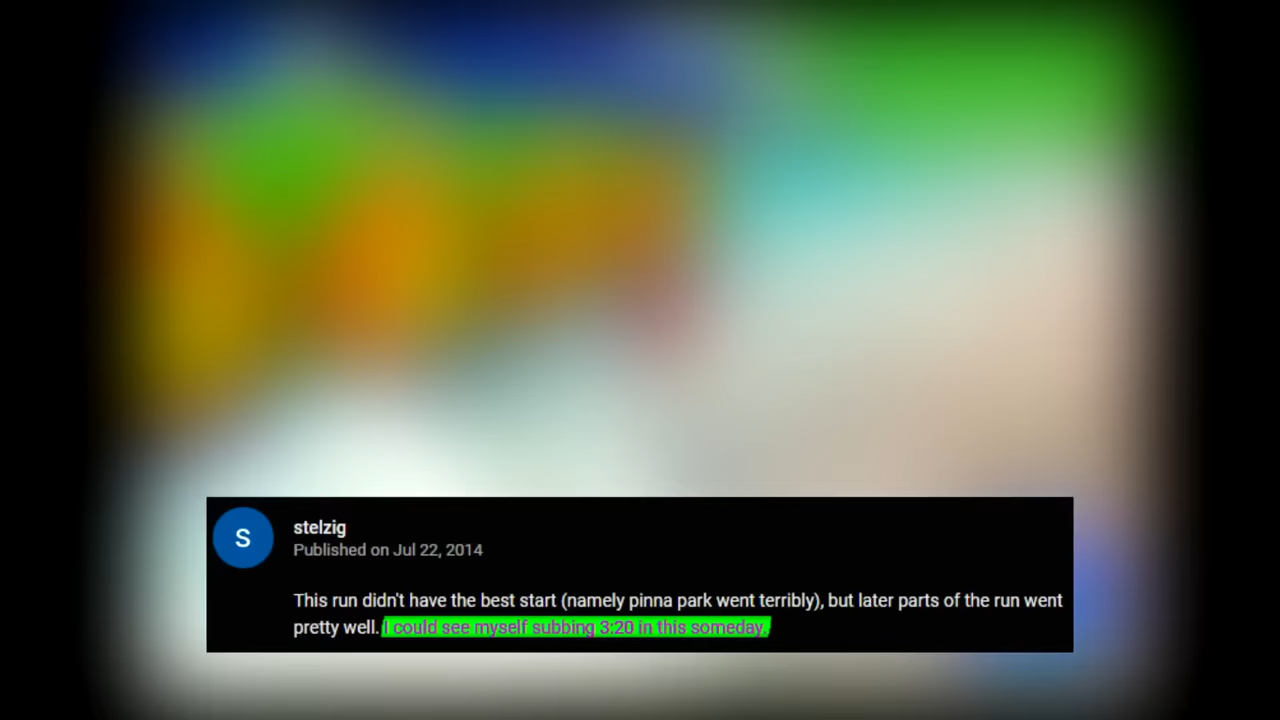 S
stelzig
Published on Jul 22, 2014
This run didn't have the best start (namely pinna park went terribly), but later parts of the run went
pretty well. I could see myself subbing 3:20 in this someday.